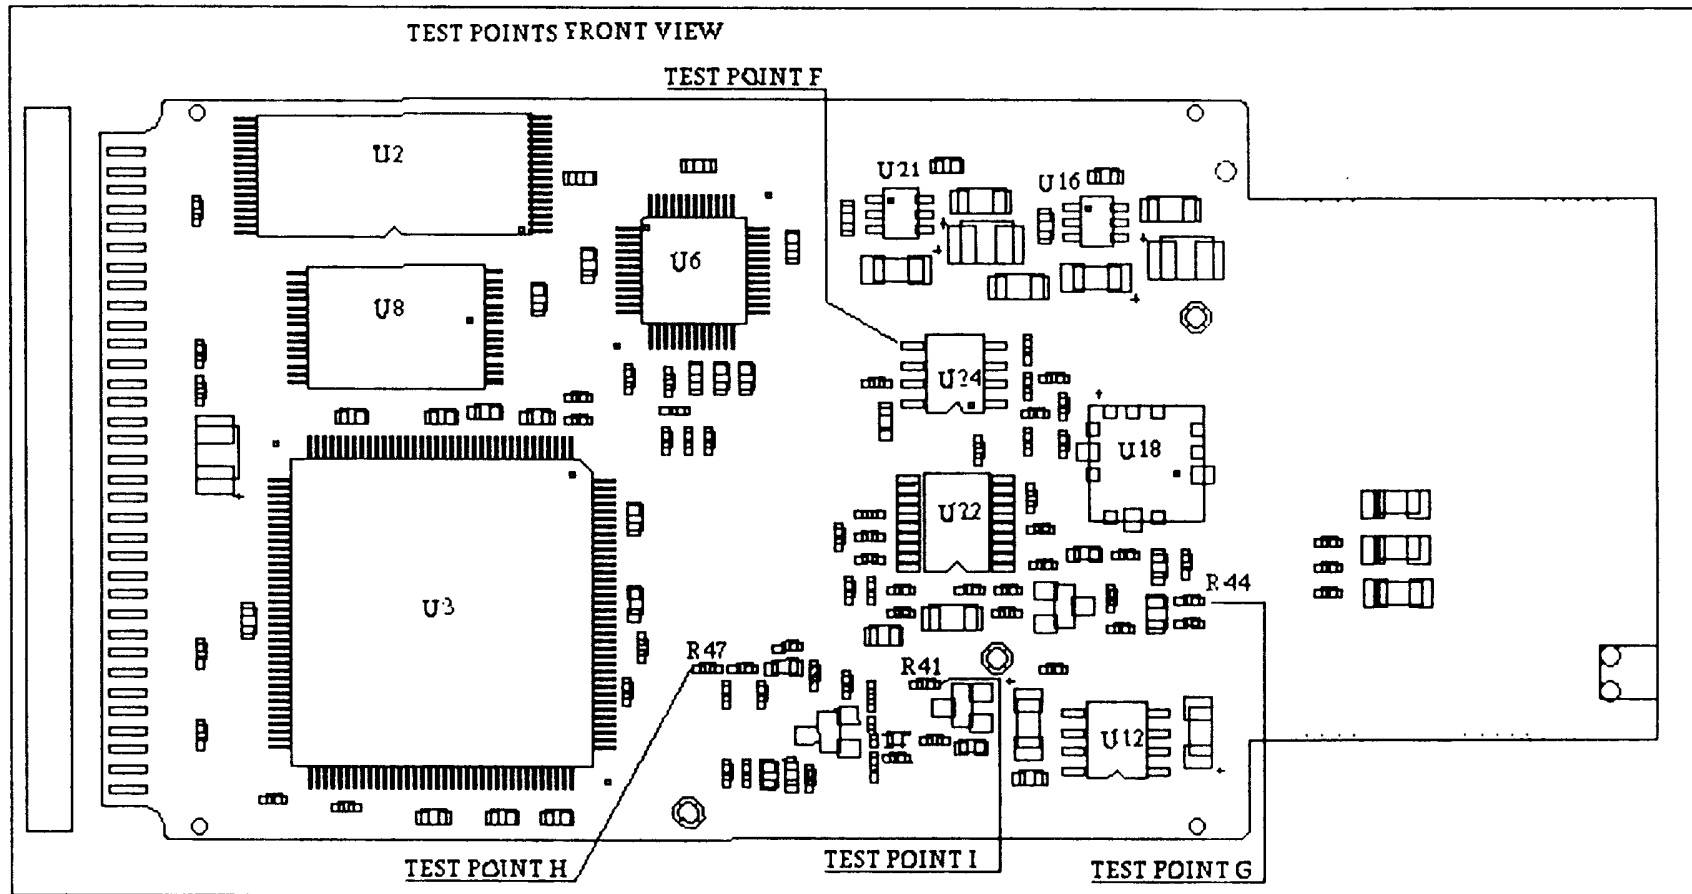 TEST POINTS FRONT VIEW
TEST POINT F
U2
U21
U16
U6
U8
U24
U18
U22
U3
R44
R47
R41
U12
TEST POINT H
TEST POINT I
TEST POINT G